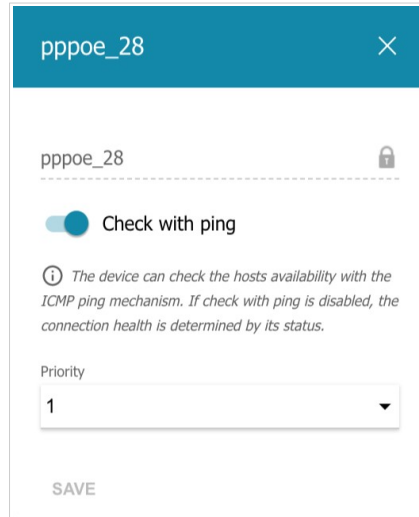 pppoe_28
pppoe_28
Check with ping
The device can check the hosts availability with the
ICMP ping mechanism. If check with ping is disabled, the
connection health is determined by its status.
Priority
1
SAVE